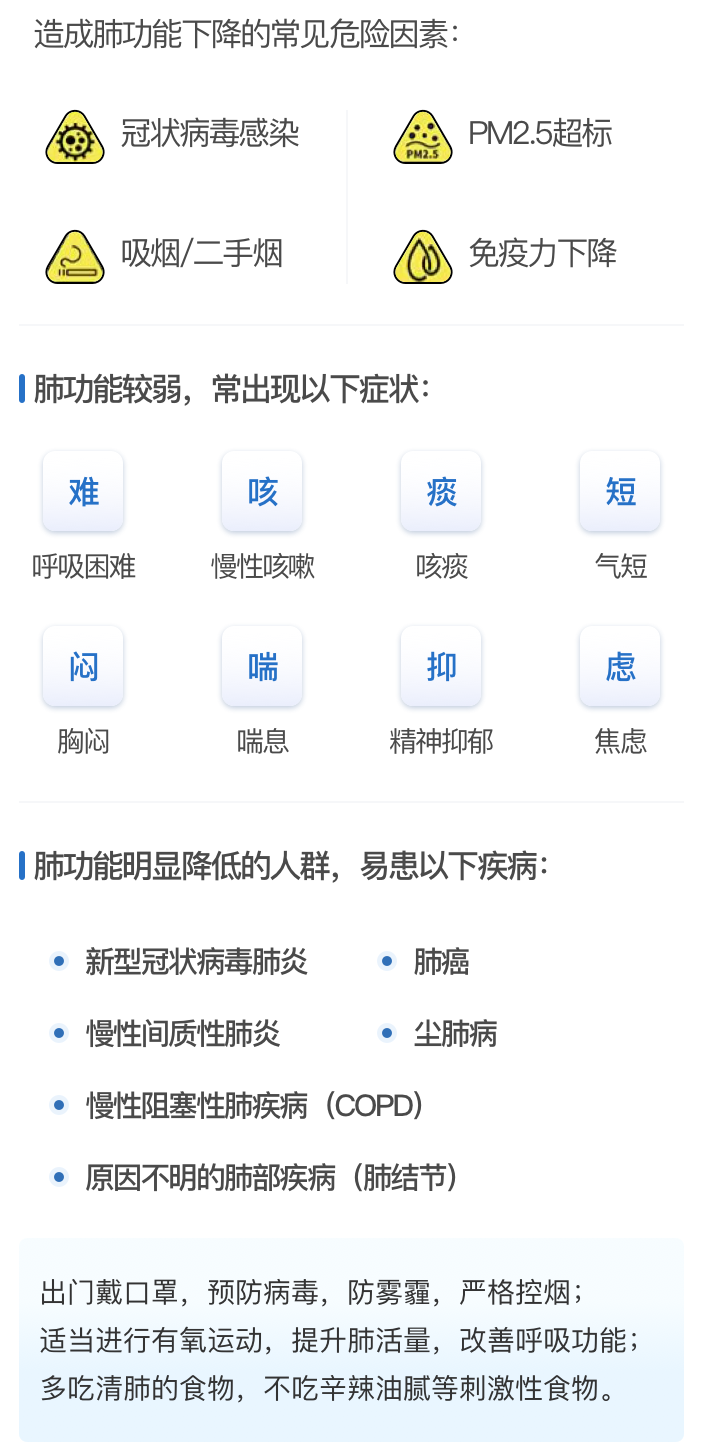 造成肺功能下降的常见危险因素：
冠状病毒感染
PM2.5
PM2.5超标
吸烟/二手烟
免疫力下降
肺功能较弱，常出现以下症状：
难 咳 痰 短
呼吸困难 慢性咳嗽 咳痰 气短
闷 喘 抑 虑
胸闷 喘息 精神抑郁 焦虑
肺功能明显降低的人群，易患以下疾病：
新型冠状病毒肺炎 肺癌
慢性间质性肺炎 尘肺病
慢性阻塞性肺疾病（COPD）
原因不明的肺部疾病（肺结节）
出门戴口罩，预防病毒，防雾霾，严格控烟；
适当进行有氧运动，提升肺活量，改善呼吸功能；
多吃清肺的食物，不吃辛辣油腻等刺激性食物。